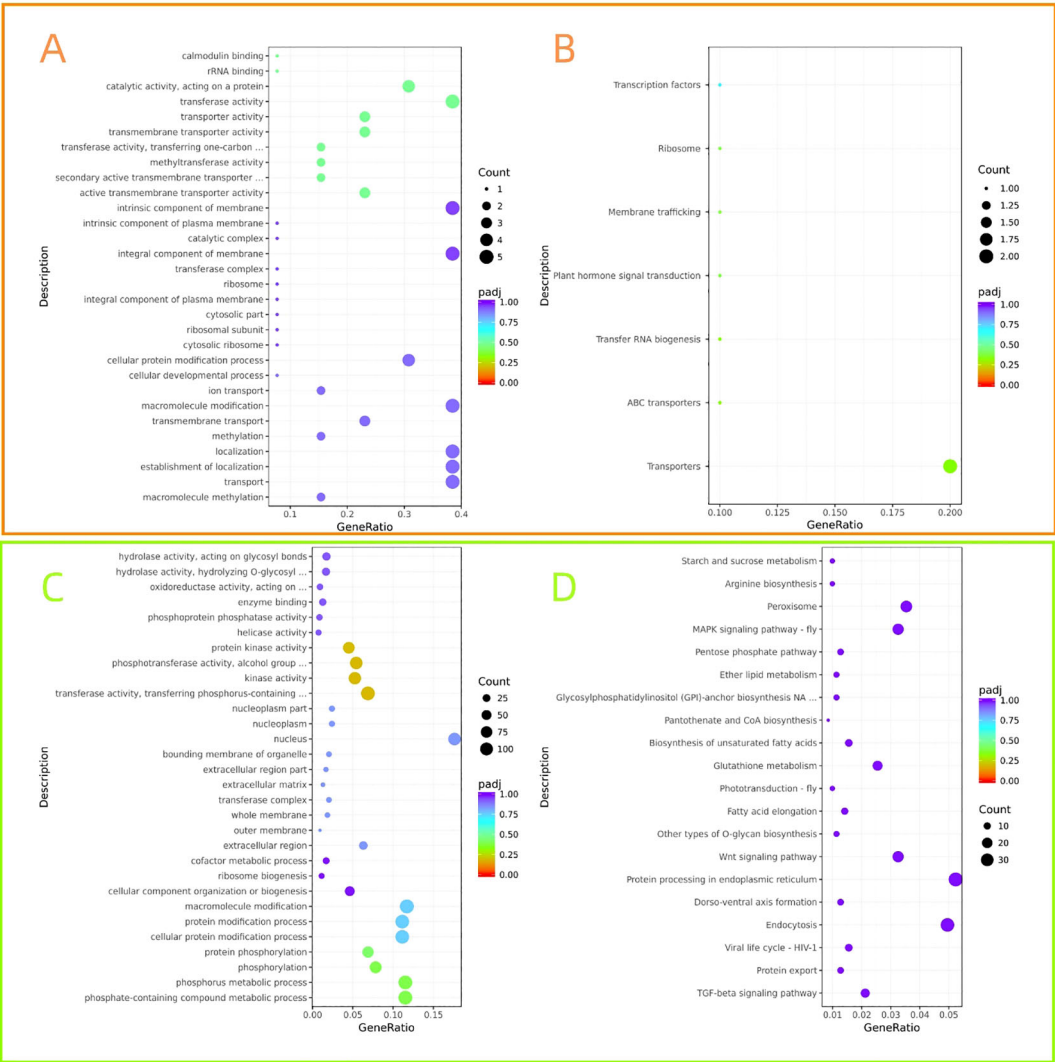 A
calmodulin binding
rRNA binding
catalytic activity, acting on a protein
transferase activity
transporter activity
transmembrane transporter activity
transferase activity, transferring one-carbon ...
methyltransferase activity
secondary active transmembrane transporter ...
active transmembrane transporter activity
intrinsic component of membrane
intrinsic component of plasma membrane
catalytic complex
integral component of membrane
transferase complex
ribosome
integral component of plasma membrane
cytosolic part
ribosomal subunit
cytosolic ribosome
cellular protein modification process
cellular developmental process
ion transport
macromolecule modification
transmembrane transport
methylation
localization
establishment of localization
transport
macromolecule methylation
Description
0.1 0.2 0.3 0.4
GeneRatio
Count
1
2
3
4
5
padj
1.00
0.75
0.50
0.25
0.00
B
Transcription factors
Ribosome
Membrane trafficking
Plant hormone signal transduction
Transfer RNA biogenesis
ABC transporters
Transporters
Description
0.100 0.125 0.150 0.175 0.200
GeneRatio
Count
1.00
1.25
1.50
1.75
2.00
padj
1.00
0.75
0.50
0.25
0.00
C
hydrolase activity, acting on glycosyl bonds
hydrolase activity, hydrolyzing O-glycosyl ...
oxidoreductase activity, acting on ...
enzyme binding
phosphoprotein phosphatase activity
helicase activity
protein kinase activity
phosphotransferase activity, alcohol group ...
kinase activity
transferase activity, transferring phosphorus-containing ...
nucleoplasm part
nucleoplasm
nucleus
bounding membrane of organelle
extracellular region part
extracellular matrix
transferase complex
whole membrane
outer membrane
extracellular region
cofactor metabolic process
ribosome biogenesis
cellular component organization or biogenesis
macromolecule modification
protein modification process
cellular protein modification process
protein phosphorylation
phosphorylation
phosphorus metabolic process
phosphate-containing compound metabolic process
Description
0.00 0.05 0.10 0.15
GeneRatio
Count
25
50
75
100
padj
1.00
0.75
0.50
0.25
0.00
D
Starch and sucrose metabolism
Arginine biosynthesis
Peroxisome
MAPK signaling pathway - fly
Pentose phosphate pathway
Ether lipid metabolism
Glycosylphosphatidylinositol (GPI)-anchor biosynthesis NA ...
Pantothenate and CoA biosynthesis
Biosynthesis of unsaturated fatty acids
Glutathione metabolism
Phototransduction - fly
Fatty acid elongation
Other types of O-glycan biosynthesis
Wnt signaling pathway
Protein processing in endoplasmic reticulum
Dorso-ventral axis formation
Endocytosis
Viral life cycle - HIV-1
Protein export
TGF-beta signaling pathway
Description
0.01 0.02 0.03 0.04 0.05
GeneRatio
padj
1.00
0.75
0.50
0.25
0.00
Count
10
20
30